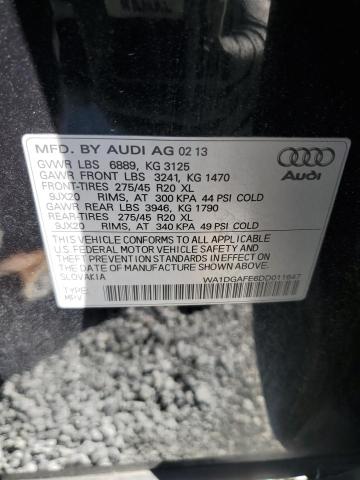 MFD. BY AUDI AG 02 13
GVWR LBS 6889, KG 3125
GAWR FRONT LBS 3241, KG 1470
FRONT-TIRES 275/45 R20 XL
9JX20 RIMS, AT 300 KPA 44 PSI COLD
GAWR REAR LBS 3946, KG 1790
REAR-TIRES 275/45 R20 XL
9JX20 RIMS, AT 340 KPA 49 PSI COLD
THIS VEHICLE CONFORMS TO ALL APPLICABLE
U.S. FEDERAL MOTOR VEHICLE SAFETY AND
THEFT PREVENTION STANDARDS IN EFFECT ON
THE DATE OF MANUFACTURE SHOWN ABOVE
SLOVAKIA
WA1DGAFE6DD011647
TYPE:
MPV
Audi